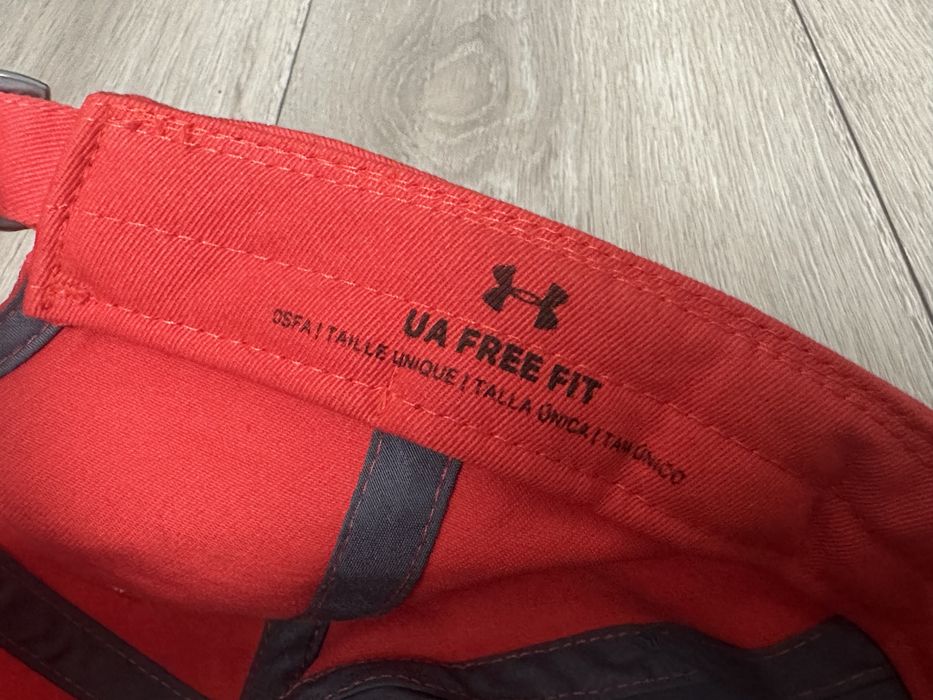 UA FREE FIT
OSFA | TAILLE UNIQUE | TALLA ÚNICA | TAM ÚNICO